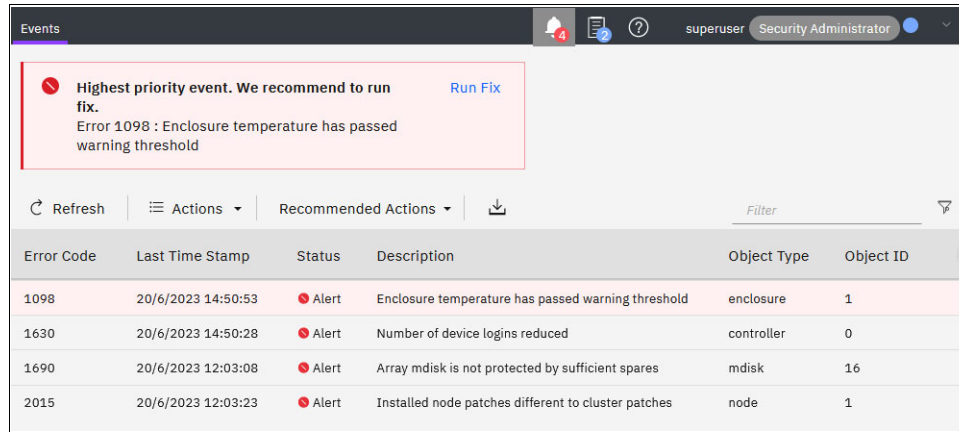 Events
4
2
superuser Security Administrator
Highest priority event. We recommend to run
fix.
Run Fix
Error 1098 : Enclosure temperature has passed
warning threshold
Refresh Actions Recommended Actions Filter
Error Code Last Time Stamp Status Description Object Type Object ID
1098 20/6/2023 14:50:53 Alert Enclosure temperature has passed warning threshold enclosure 1
1630 20/6/2023 14:50:28 Alert Number of device logins reduced controller 0
1690 20/6/2023 12:03:08 Alert Array mdisk is not protected by sufficient spares mdisk 16
2015 20/6/2023 12:03:23 Alert Installed node patches different to cluster patches node 1